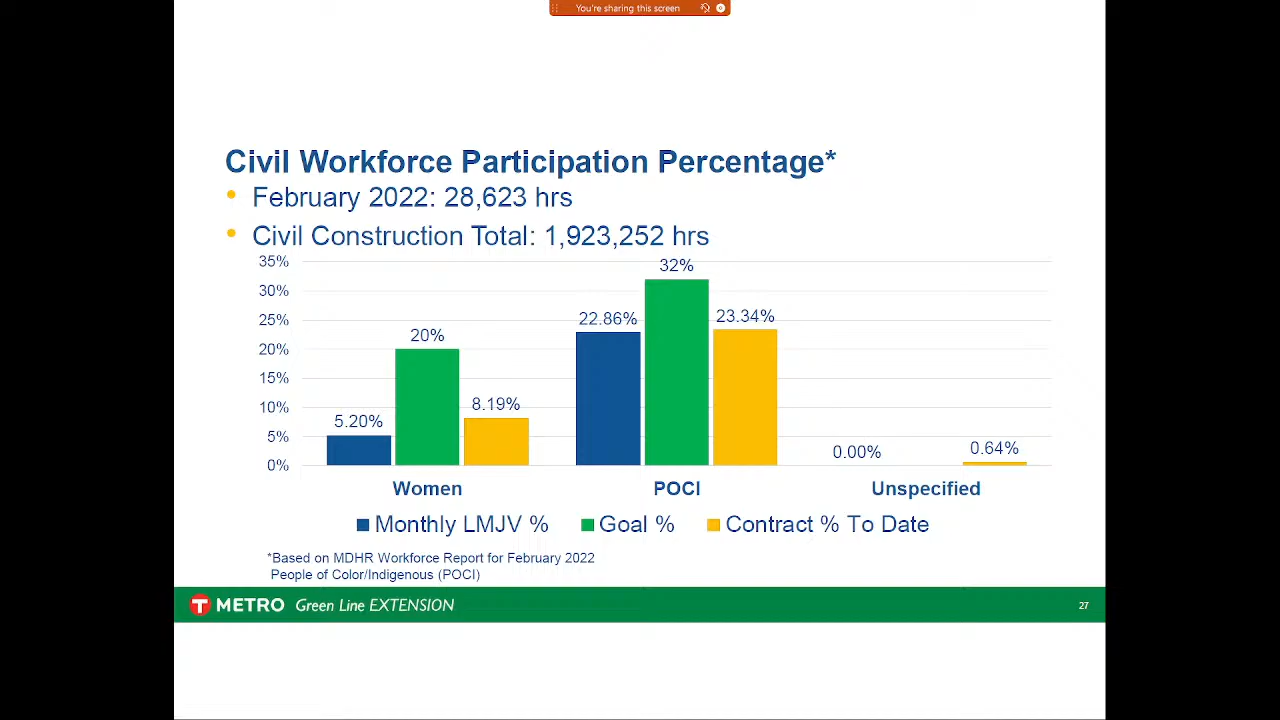 You're sharing this screen
Civil Workforce Participation Percentage*
• February 2022: 28,623 hrs
• Civil Construction Total: 1,923,252 hrs
35%
30%
25%
20%
15%
10%
5%
0%
5.20%
20%
8.19%
22.86%
32%
23.34%
0.00%
0.64%
Women
POCI
Unspecified
Monthly LMJV %
Goal %
Contract % To Date
*Based on MDHR Workforce Report for February 2022
People of Color/Indigenous (POCI)
T METRO Green Line EXTENSION
27